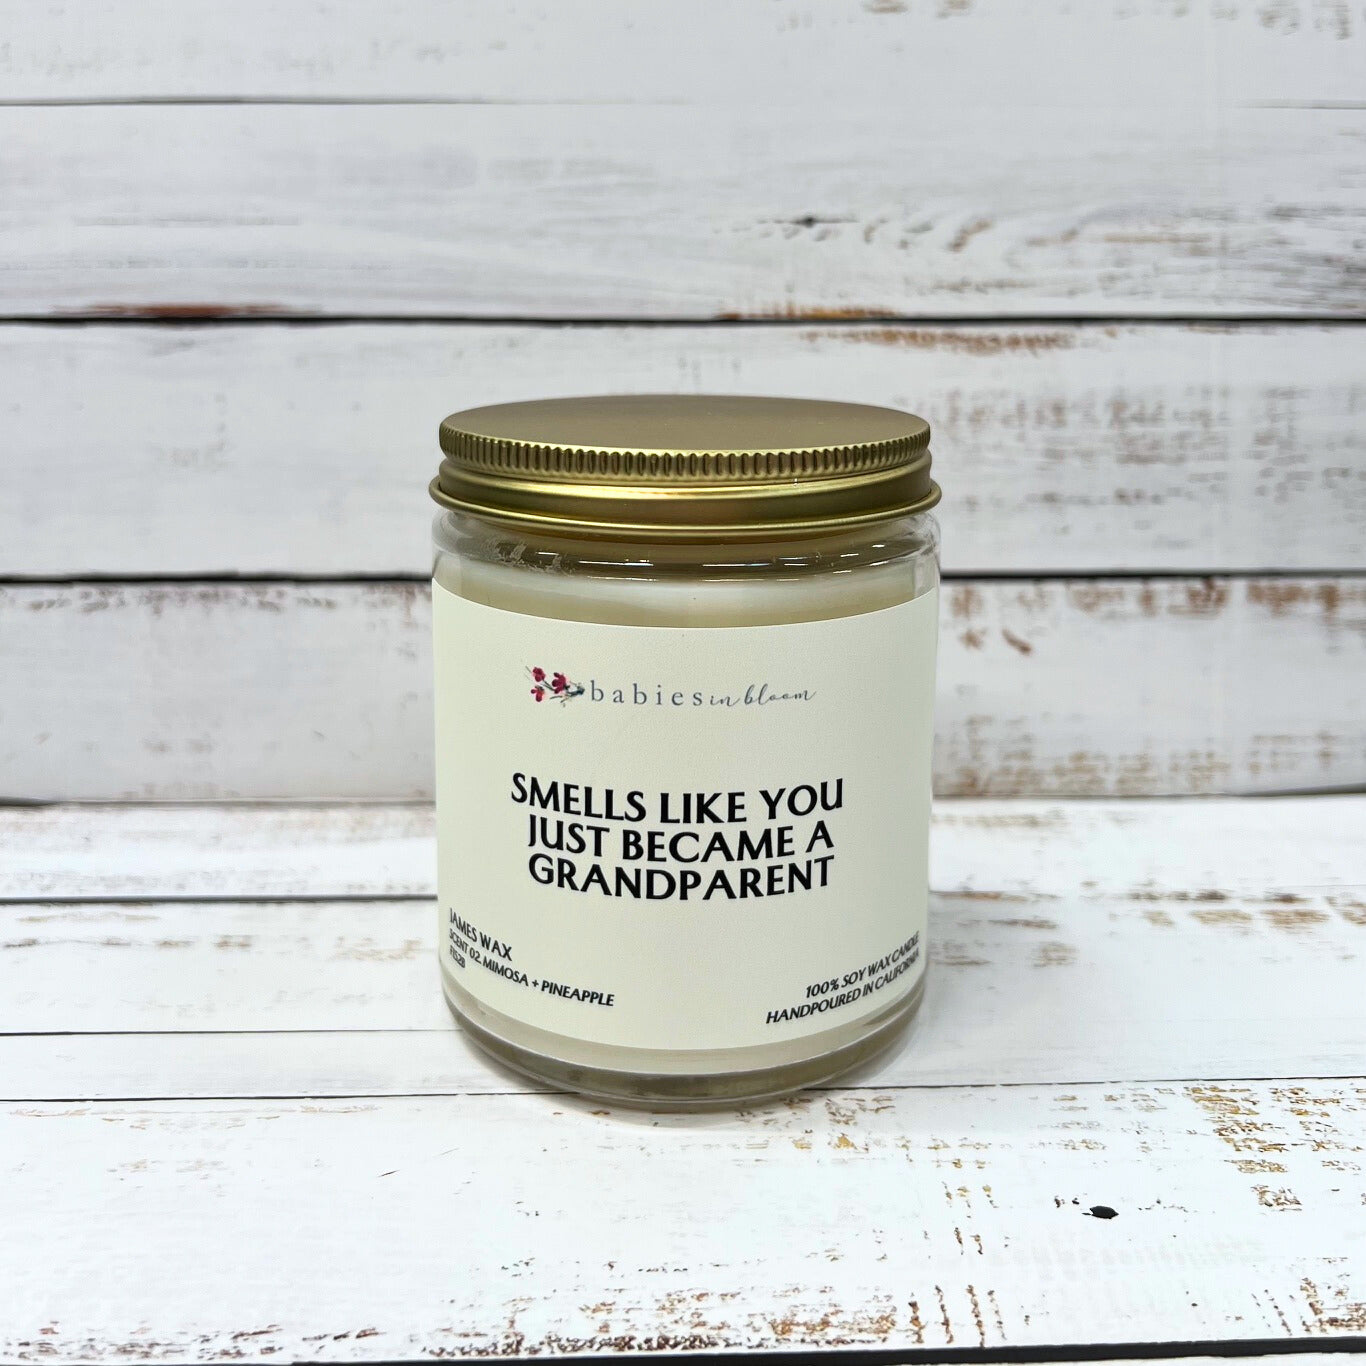 babies in bloom
SMELLS LIKE YOU
JUST BECAME A
GRANDPARENT
JAMES WAX
SCENT 02. MIMOSA + PINEAPPLE
100% SOY WAX CANDLE
HANDPOURED IN CALIFORNIA